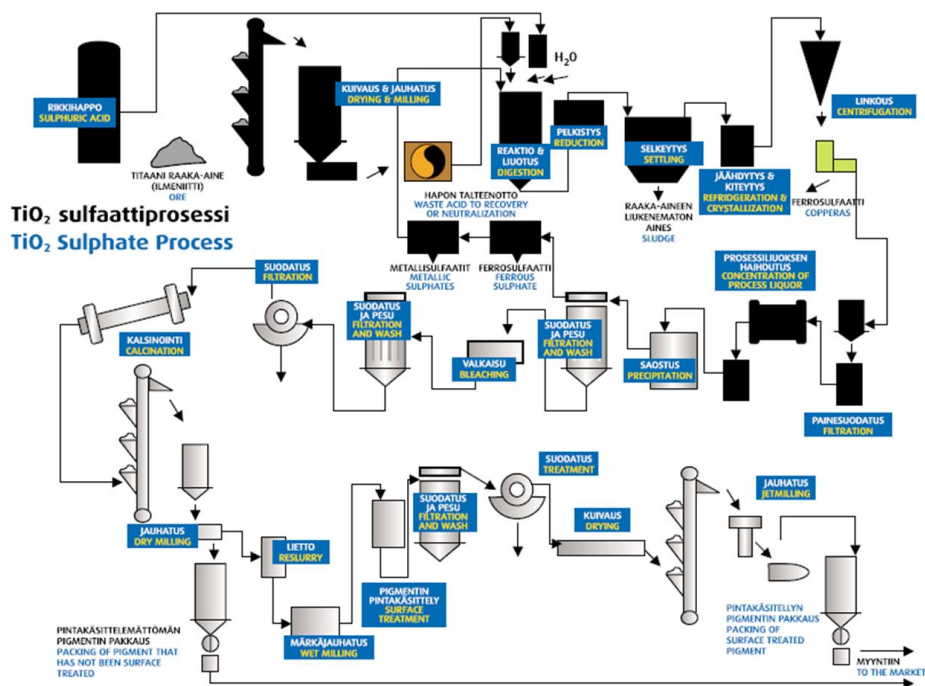 H₂O
RIKKIHAPPO
SULPHURIC ACID
KUIVAUS & JAUHATUS
DRYING & MILLING
TITAANI RAAKA-AINE
(ILMENIITTI)
ORE
REAKTIO &
LIUOTUS
DIGESTION
PELKISTYS
REDUCTION
SELKEYTYS
SETTLING
JÄÄHDYTYS &
KITEYTYS
REFRIDGERATION &
CRYSTALLIZATION
LINKOUS
CENTRIFUGATION
HAPON TALTEENOTTO
WASTE ACID TO RECOVERY
OR NEUTRALIZATION
RAAKA-AINEEN
LIUKENEMATON
AINES
SLUDGE
FERROSULFAATTI
COPPERAS
TiO₂ sulfaattiprosessi
TiO₂ Sulphate Process
SUODATUS
FILTRATION
METALLISULFAATIT
METALLIC
SULPHATES
FERROSULFAATTI
FERROUS
SULPHATE
PROSESSILIUOKSEN
HAIHDUTUS
CONCENTRATION OF
PROCESS LIQUOR
KALSINOINTI
CALCINATION
SUODATUS
JA PESU
FILTRATION
AND WASH
VALKAISU
BLEACHING
SUODATUS
JA PESU
FILTRATION
AND WASH
SAOSTUS
PRECIPITATION
PAINESUODATUS
FILTRATION
JAUHATUS
DRY MILLING
LIETTO
RESLURRY
MÄRKÄJAUHATUS
WET MILLING
PIGMENTIN
PINTAKÄSITTELY
SURFACE
TREATMENT
SUODATUS
JA PESU
FILTRATION
AND WASH
SUODATUS
TREATMENT
KUIVAUS
DRYING
JAUHATUS
JETMILLING
PINTAKÄSITTELEMÄTTÖMÄN
PIGMENTIN PAKKAUS
PACKING OF PIGMENT THAT
HAS NOT BEEN SURFACE
TREATED
PINTAKÄSITELLYN
PIGMENTIN PAKKAUS
PACKING OF
SURFACE TREATED
PIGMENT
MYYNTIIN
TO THE MARKET